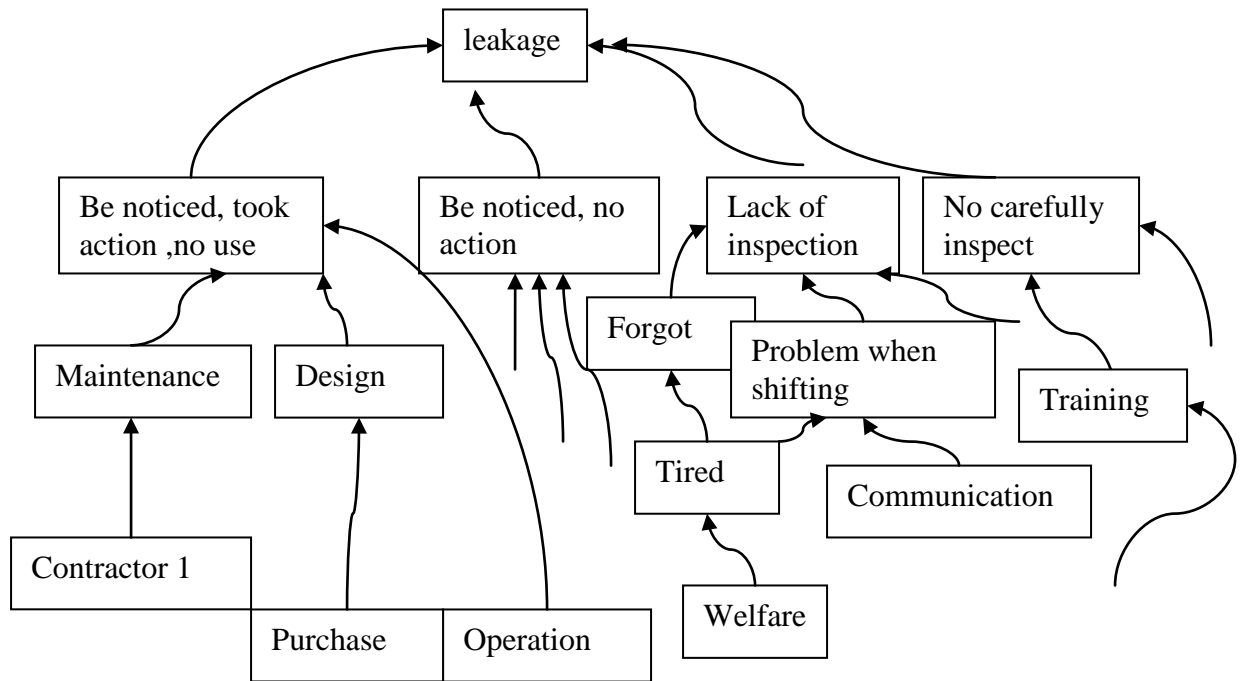 leakage
Be noticed, took
action ,no use
Be noticed, no
action
Lack of
inspection
No carefully
inspect
Forgot
Problem when
shifting
Maintenance
Design
Training
Tired
Communication
Contractor 1
Welfare
Purchase
Operation